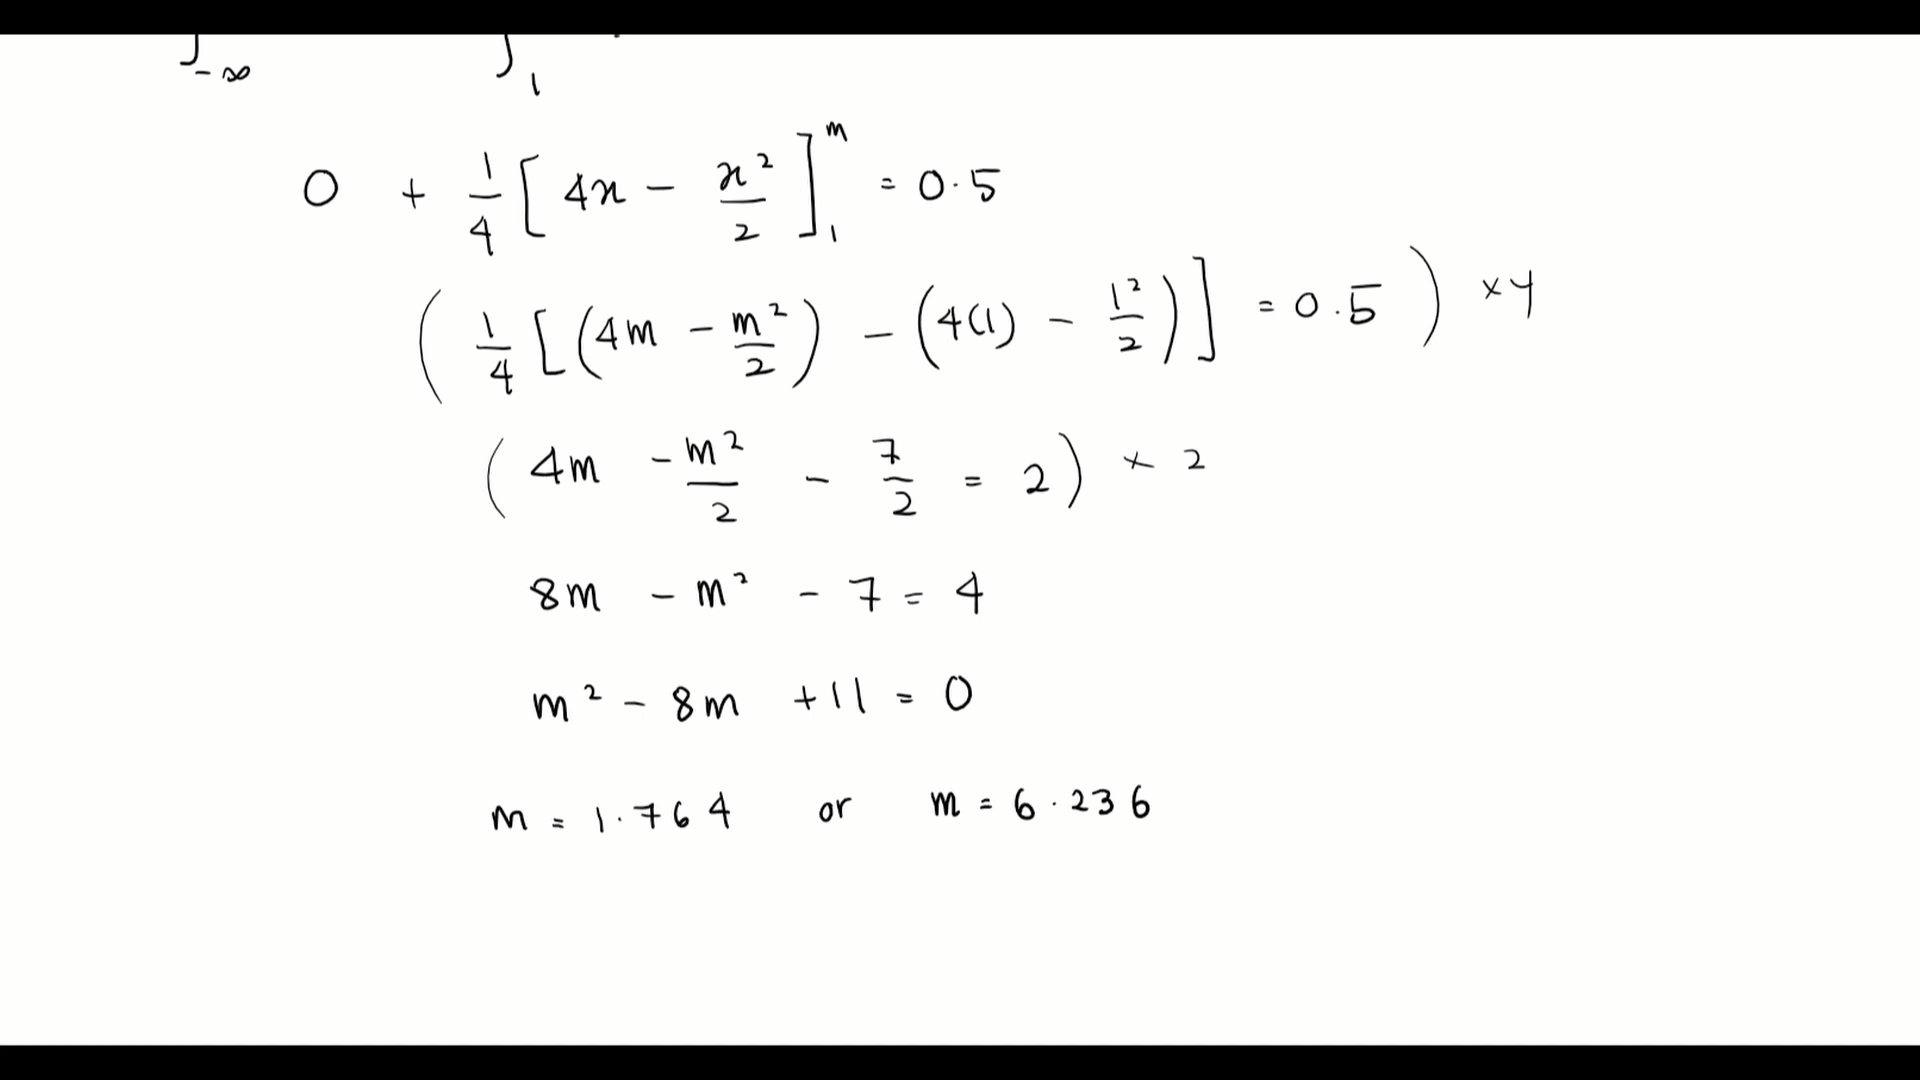 ∫_{-∞} ∫_{1}
0 + 1/4 [ 4x - x²/2 ]_1^m = 0.5
( 1/4 [ (4m - m²/2) - (4(1) - 1²/2) ] = 0.5 ) × 4
( 4m - m²/2 - 7/2 = 2 ) × 2
8m - m² - 7 = 4
m² - 8m + 11 = 0
m = 1.764 or m = 6.236